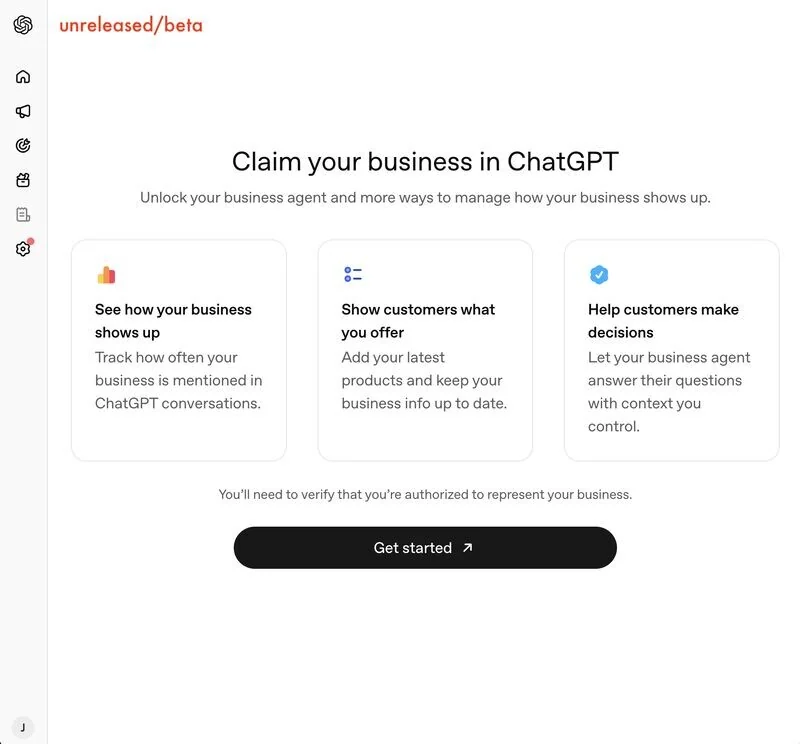 unreleased/beta
Claim your business in ChatGPT
Unlock your business agent and more ways to manage how your business shows up.
See how your business
shows up
Track how often your
business is mentioned in
ChatGPT conversations.
Show customers what
you offer
Add your latest
products and keep your
business info up to date.
Help customers make
decisions
Let your business agent
answer their questions
with context you
control.
You’ll need to verify that you’re authorized to represent your business.
Get started
J